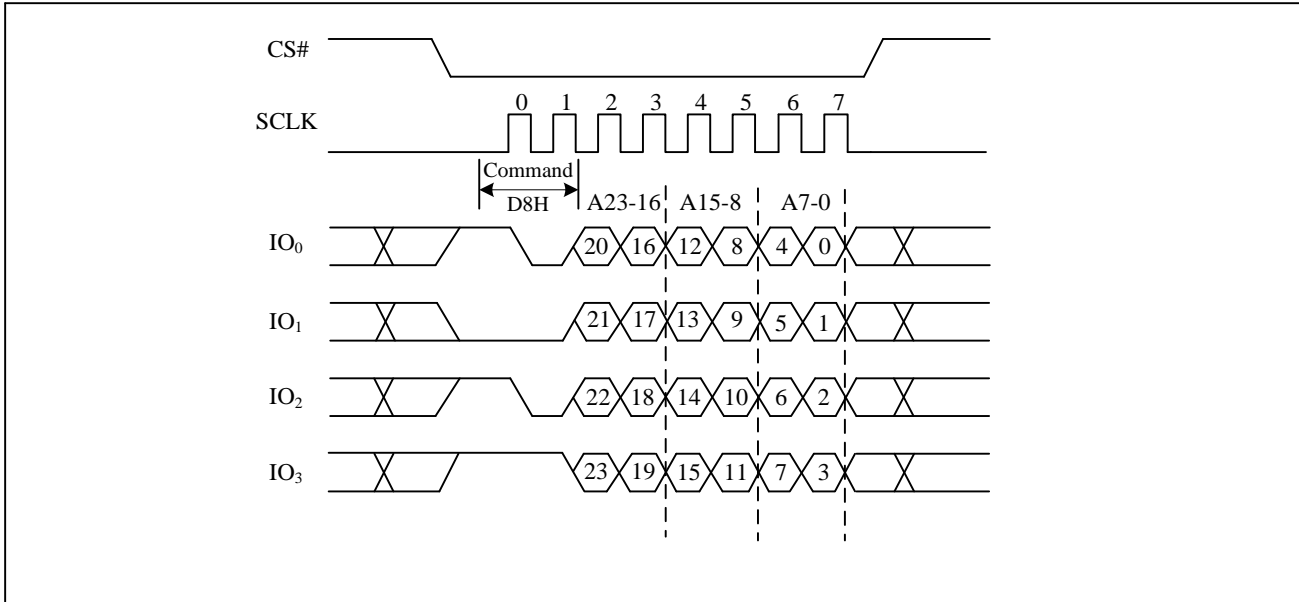 CS#
0 1 2 3 4 5 6 7
SCLK
Command
D8H
A23-16 A15-8 A7-0
IO₀ 20 16 12 8 4 0
IO₁ 21 17 13 9 5 1
IO₂ 22 18 14 10 6 2
IO₃ 23 19 15 11 7 3